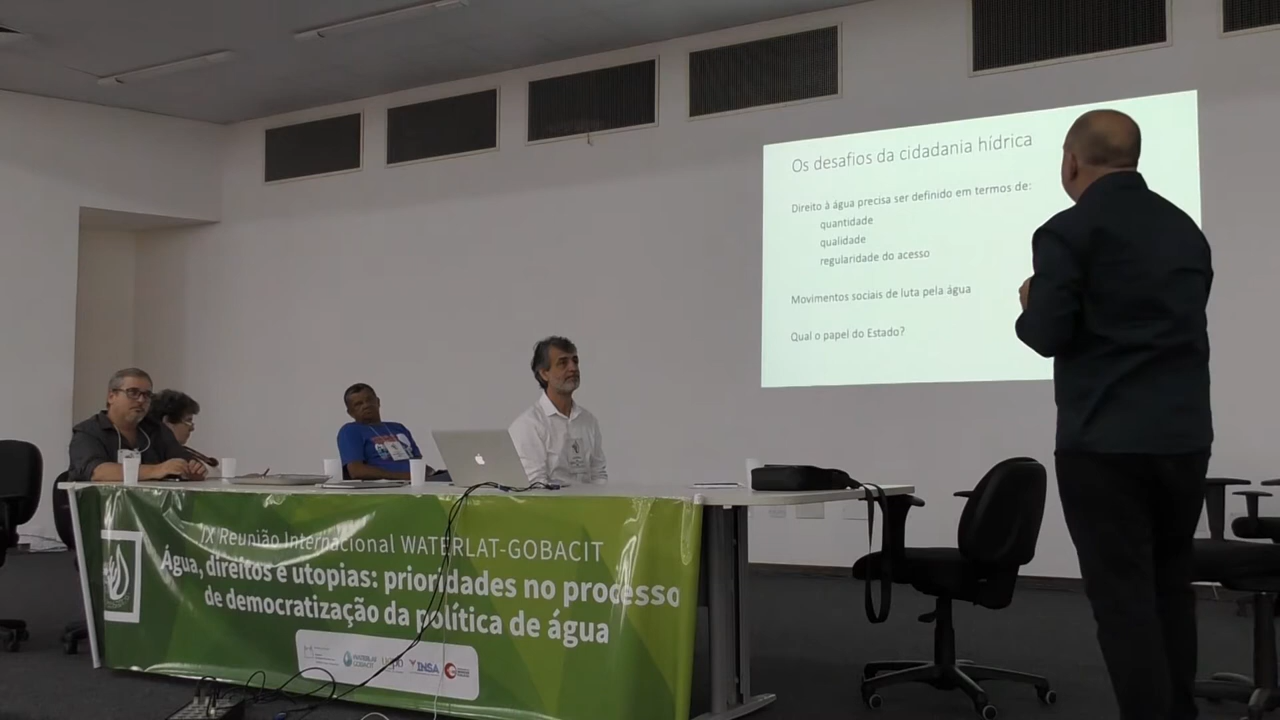 Os desafios da cidadania hídrica
Direito à água precisa ser definido em termos de:
quantidade
qualidade
regularidade do acesso
Movimentos sociais de luta pela água
Qual o papel do Estado?
IX Reunião Internacional WATERLAT-GOBACIT
Água, direitos e utopias: prioridades no processo
de democratização da política de água
WATERLAT
GOBACIT
INSA